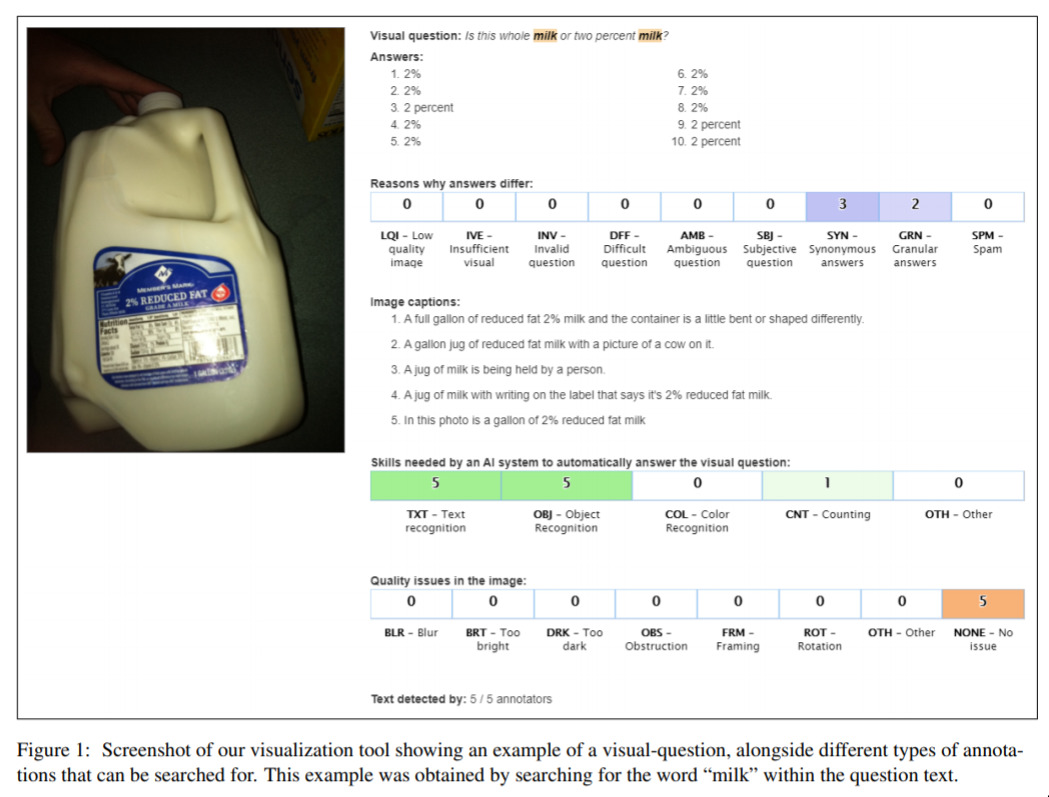 MEMBER'S MARK
2% REDUCED FAT
GRADE A MILK
Nutrition
Facts
Visual question: Is this whole milk or two percent milk?
Answers:
1. 2%
2. 2%
3. 2 percent
4. 2%
5. 2%
6. 2%
7. 2%
8. 2%
9. 2 percent
10. 2 percent
Reasons why answers differ:
0 0 0 0 0 0 3 2 0
LQI – Low quality image
IVE – Insufficient visual
INV – Invalid question
DFF – Difficult question
AMB – Ambiguous question
SBJ – Subjective question
SYN – Synonymous answers
GRN – Granular answers
SPM – Spam
Image captions:
1. A full gallon of reduced fat 2% milk and the container is a little bent or shaped differently.
2. A gallon jug of reduced fat milk with a picture of a cow on it.
3. A jug of milk is being held by a person.
4. A jug of milk with writing on the label that says it's 2% reduced fat milk.
5. In this photo is a gallon of 2% reduced fat milk
Skills needed by an AI system to automatically answer the visual question:
5 5 0 1 0
TXT – Text recognition
OBJ – Object Recognition
COL – Color Recognition
CNT – Counting
OTH – Other
Quality issues in the image:
0 0 0 0 0 0 0 5
BLR – Blur
BRT – Too bright
DRK – Too dark
OBS – Obstruction
FRM – Framing
ROT – Rotation
OTH – Other
NONE – No issue
Text detected by: 5 / 5 annotators
Figure 1: Screenshot of our visualization tool showing an example of a visual-question, alongside different types of annota-
tions that can be searched for. This example was obtained by searching for the word “milk” within the question text.